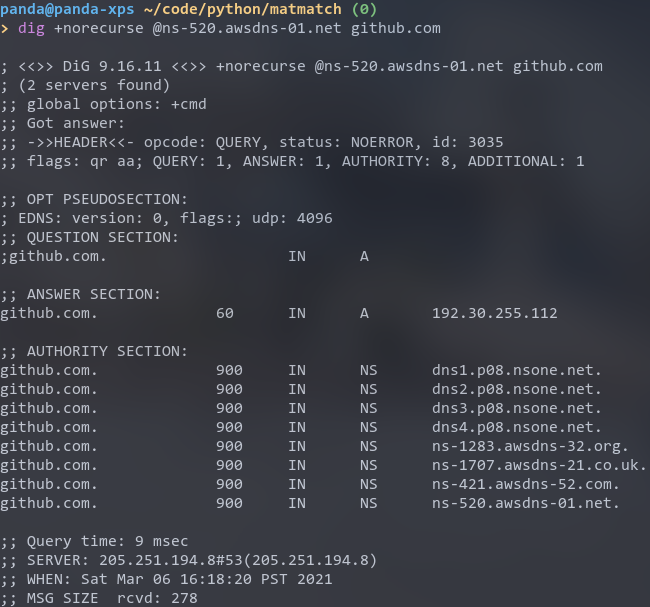 panda@panda-xps ~/code/python/matmatch (0)
> dig +norecurse @ns-520.awsdns-01.net github.com
; <<>> DiG 9.16.11 <<>> +norecurse @ns-520.awsdns-01.net github.com
; (2 servers found)
;; global options: +cmd
;; Got answer:
;; ->>HEADER<<- opcode: QUERY, status: NOERROR, id: 3035
;; flags: qr aa; QUERY: 1, ANSWER: 1, AUTHORITY: 8, ADDITIONAL: 1
;; OPT PSEUDOSECTION:
; EDNS: version: 0, flags:; udp: 4096
;; QUESTION SECTION:
;github.com. IN A
;; ANSWER SECTION:
github.com. 60 IN A 192.30.255.112
;; AUTHORITY SECTION:
github.com. 900 IN NS dns1.p08.nsone.net.
github.com. 900 IN NS dns2.p08.nsone.net.
github.com. 900 IN NS dns3.p08.nsone.net.
github.com. 900 IN NS dns4.p08.nsone.net.
github.com. 900 IN NS ns-1283.awsdns-32.org.
github.com. 900 IN NS ns-1707.awsdns-21.co.uk.
github.com. 900 IN NS ns-421.awsdns-52.com.
github.com. 900 IN NS ns-520.awsdns-01.net.
;; Query time: 9 msec
;; SERVER: 205.251.194.8#53(205.251.194.8)
;; WHEN: Sat Mar 06 16:18:20 PST 2021
;; MSG SIZE  rcvd: 278